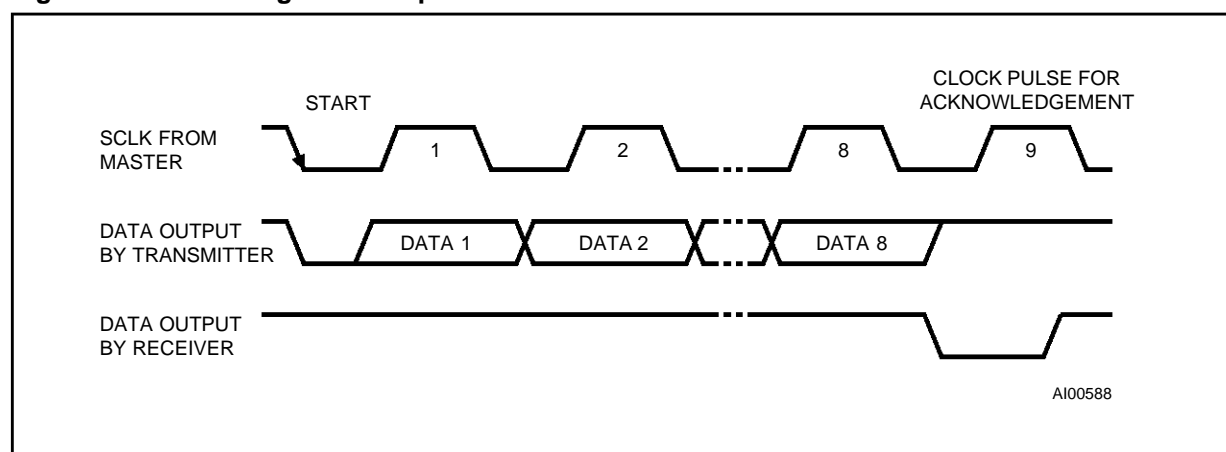 START
CLOCK PULSE FOR
ACKNOWLEDGEMENT
SCLK FROM
MASTER
1
2
8
9
DATA OUTPUT
BY TRANSMITTER
DATA 1
DATA 2
DATA 8
DATA OUTPUT
BY RECEIVER
AI00588